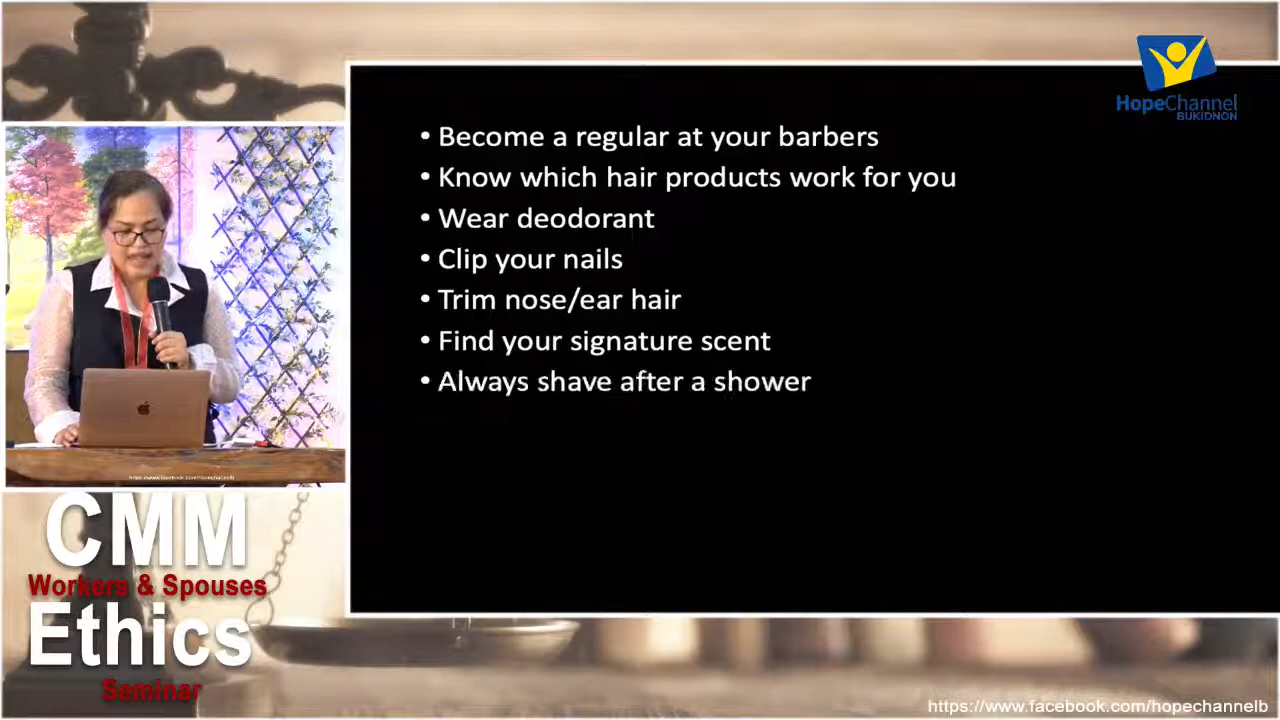 HopeChannel
BUKIDNON
• Become a regular at your barbers
• Know which hair products work for you
• Wear deodorant
• Clip your nails
• Trim nose/ear hair
• Find your signature scent
• Always shave after a shower
CMM
Workers & Spouses
Ethics
Seminar
https://www.facebook.com/hopechannelb